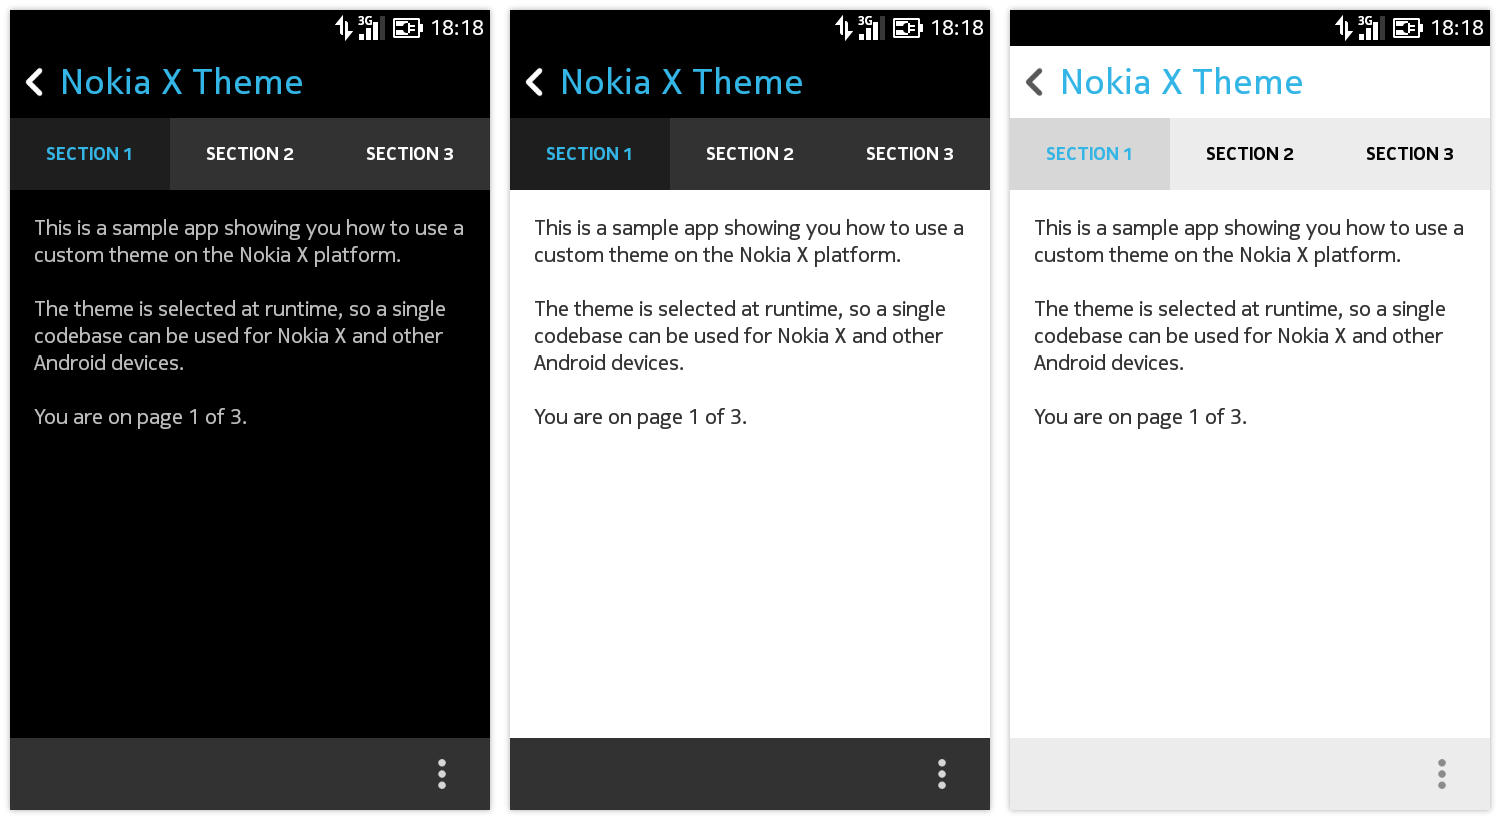 3G 18:18
Nokia X Theme
SECTION 1 SECTION 2 SECTION 3
This is a sample app showing you how to use a
custom theme on the Nokia X platform.
The theme is selected at runtime, so a single
codebase can be used for Nokia X and other
Android devices.
You are on page 1 of 3.
3G 18:18
Nokia X Theme
SECTION 1 SECTION 2 SECTION 3
This is a sample app showing you how to use a
custom theme on the Nokia X platform.
The theme is selected at runtime, so a single
codebase can be used for Nokia X and other
Android devices.
You are on page 1 of 3.
3G 18:18
Nokia X Theme
SECTION 1 SECTION 2 SECTION 3
This is a sample app showing you how to use a
custom theme on the Nokia X platform.
The theme is selected at runtime, so a single
codebase can be used for Nokia X and other
Android devices.
You are on page 1 of 3.